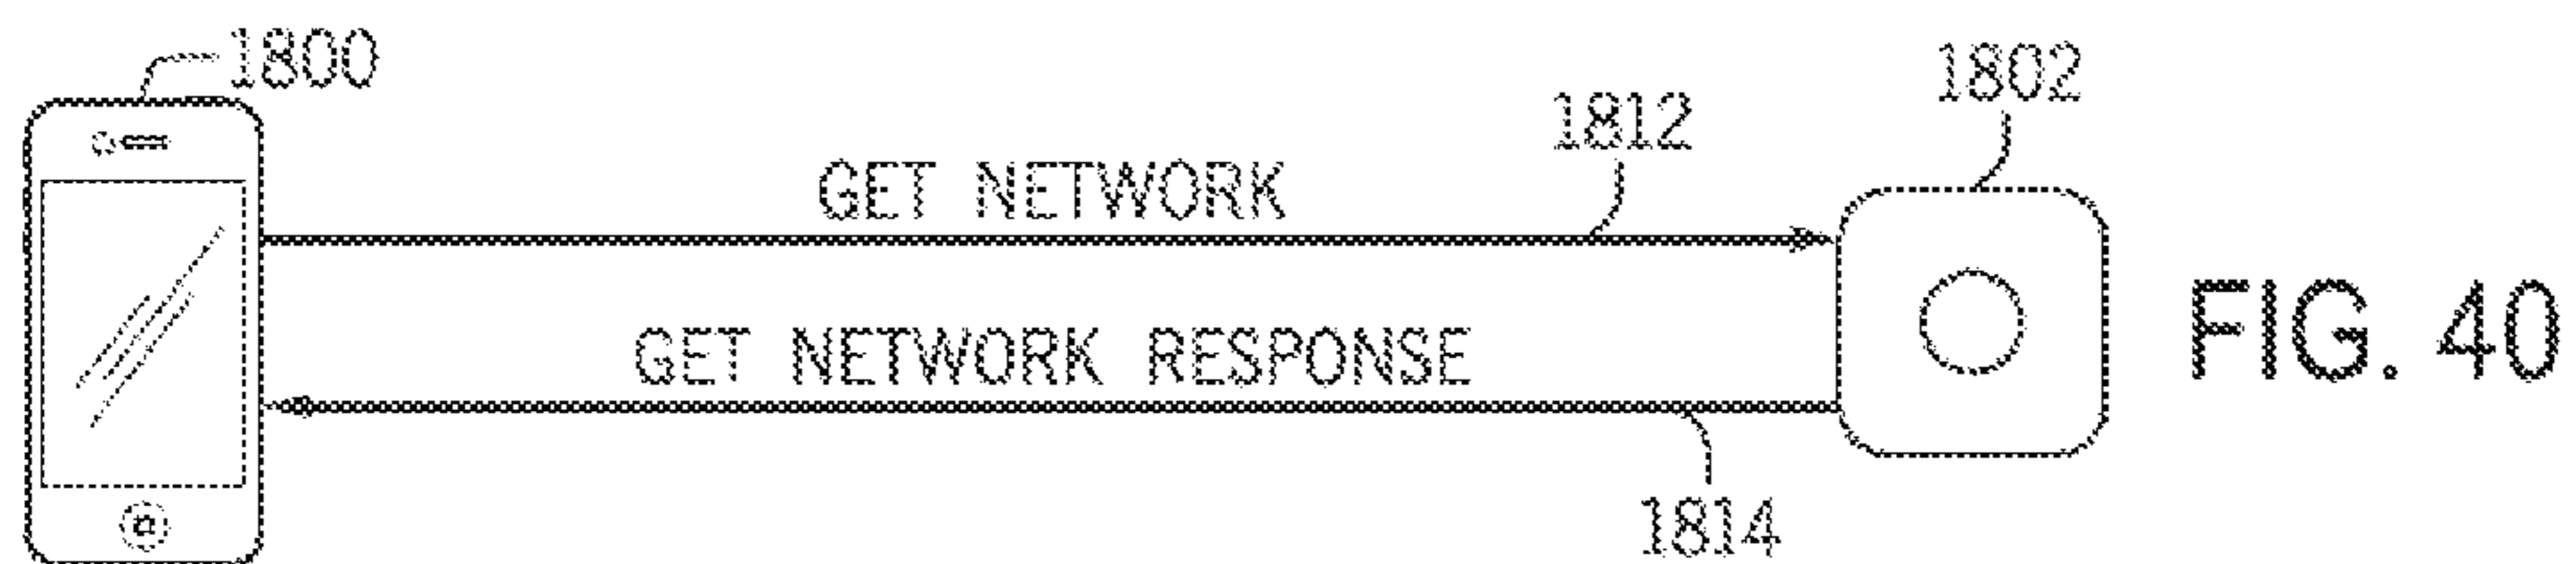 1800
1802
1812
GET NETWORK
GET NETWORK RESPONSE
FIG. 40
1814